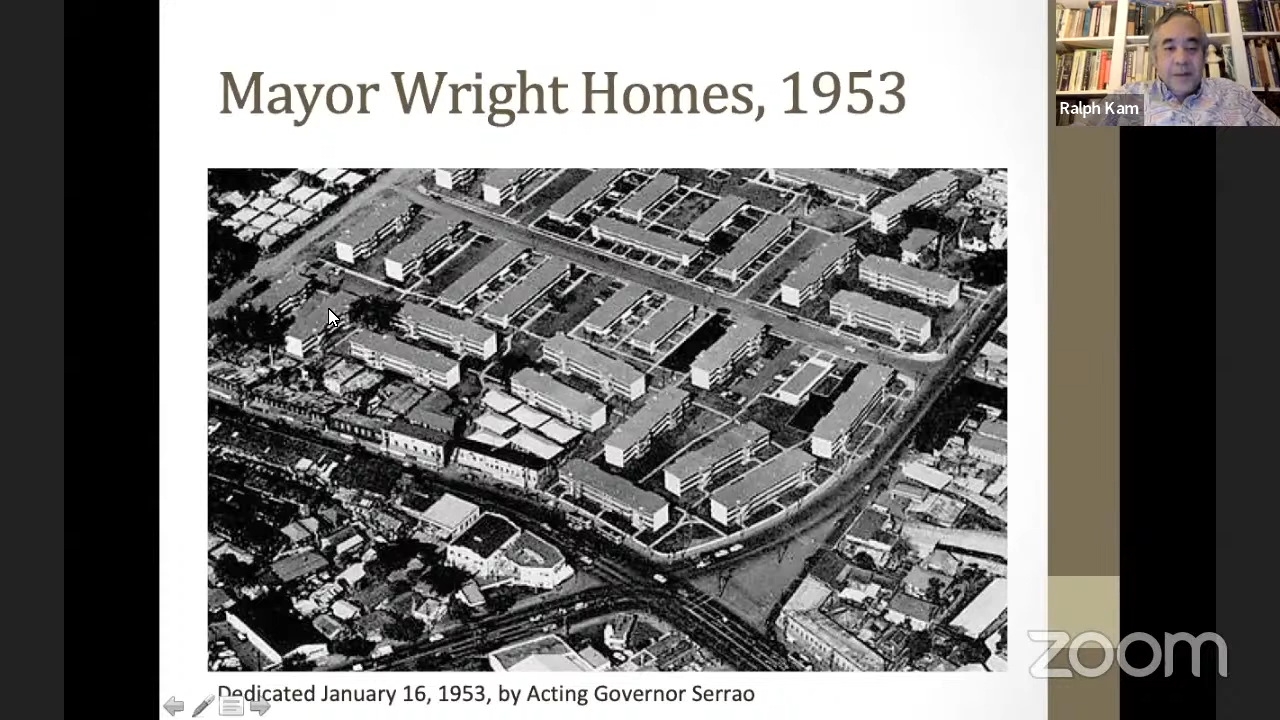 Mayor Wright Homes, 1953
Ralph Kam
Dedicated January 16, 1953, by Acting Governor Serrao
zoom